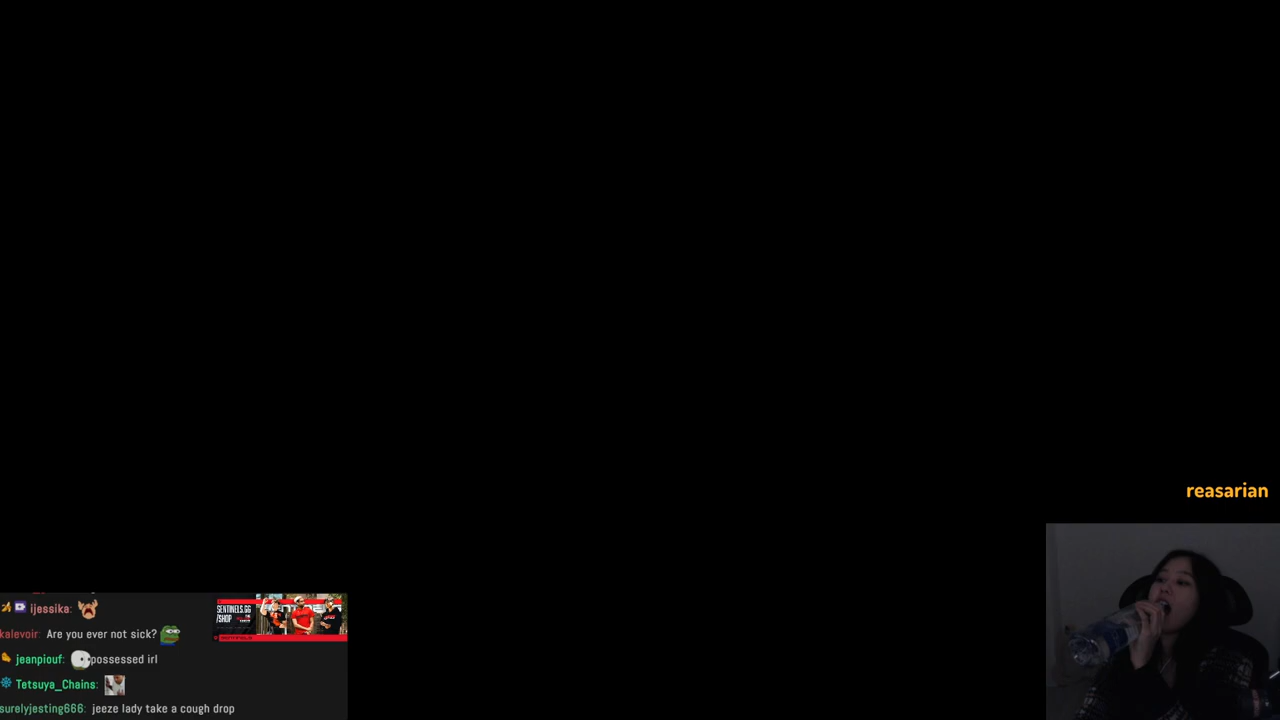 reasarian
ijessika:
SENTINELS.GG
/SHOP
kalevoir: Are you ever not sick?
jeanpiouf: possessed irl
Tetsuya_Chains:
surelyjesting666: jeeze lady take a cough drop